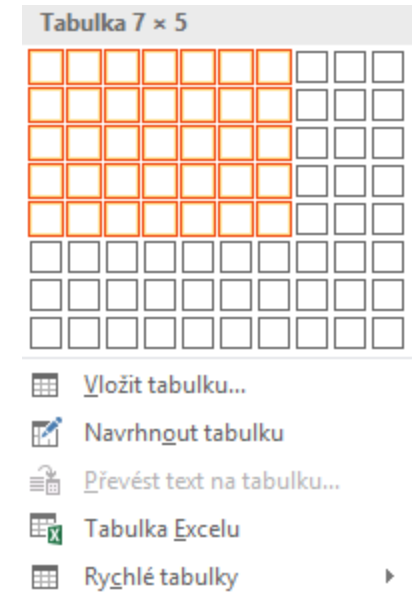 Tabulka 7 × 5
Vložit tabulku...
Navrhnout tabulku
Převést text na tabulku...
Tabulka Excelu
Rychlé tabulky